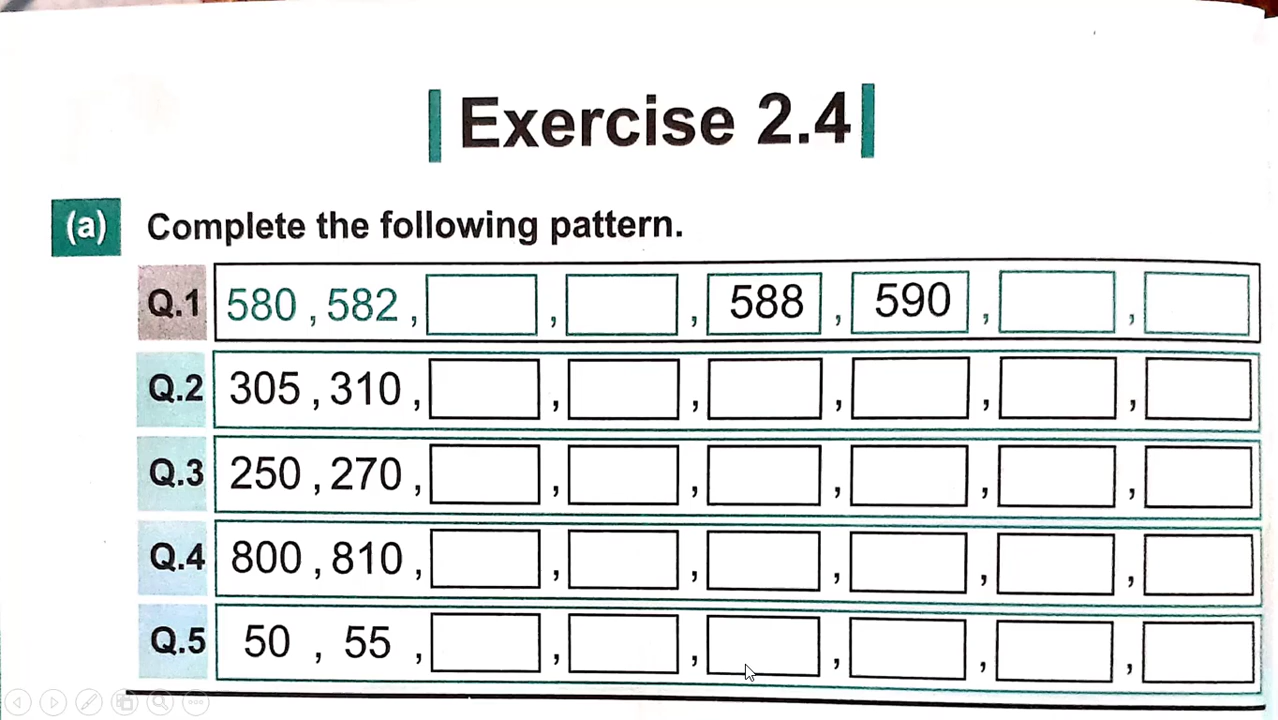 Exercise 2.4
(a) Complete the following pattern.
Q.1 580 , 582 , , , 588 , 590 , ,
Q.2 305 , 310 , , , , , ,
Q.3 250 , 270 , , , , , ,
Q.4 800 , 810 , , , , , ,
Q.5 50 , 55 , , , , , ,